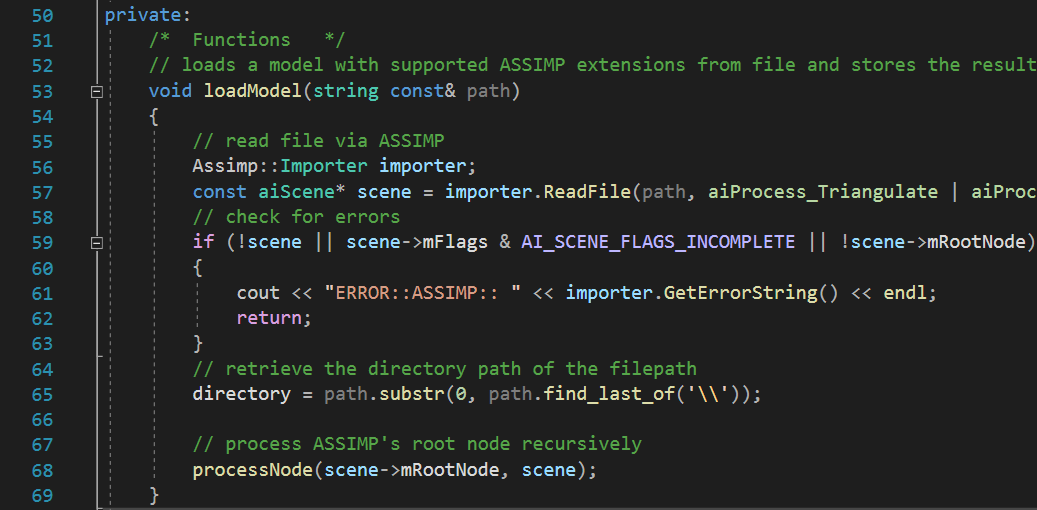 50 private:
51 /* Functions */
52 // loads a model with supported ASSIMP extensions from file and stores the result
53 void loadModel(string const& path)
54 {
55 // read file via ASSIMP
56 Assimp::Importer importer;
57 const aiScene* scene = importer.ReadFile(path, aiProcess_Triangulate | aiProc
58 // check for errors
59 if (!scene || scene->mFlags & AI_SCENE_FLAGS_INCOMPLETE || !scene->mRootNode)
60 {
61 cout << "ERROR::ASSIMP:: " << importer.GetErrorString() << endl;
62 return;
63 }
64 // retrieve the directory path of the filepath
65 directory = path.substr(0, path.find_last_of('\\'));
66
67 // process ASSIMP's root node recursively
68 processNode(scene->mRootNode, scene);
69 }